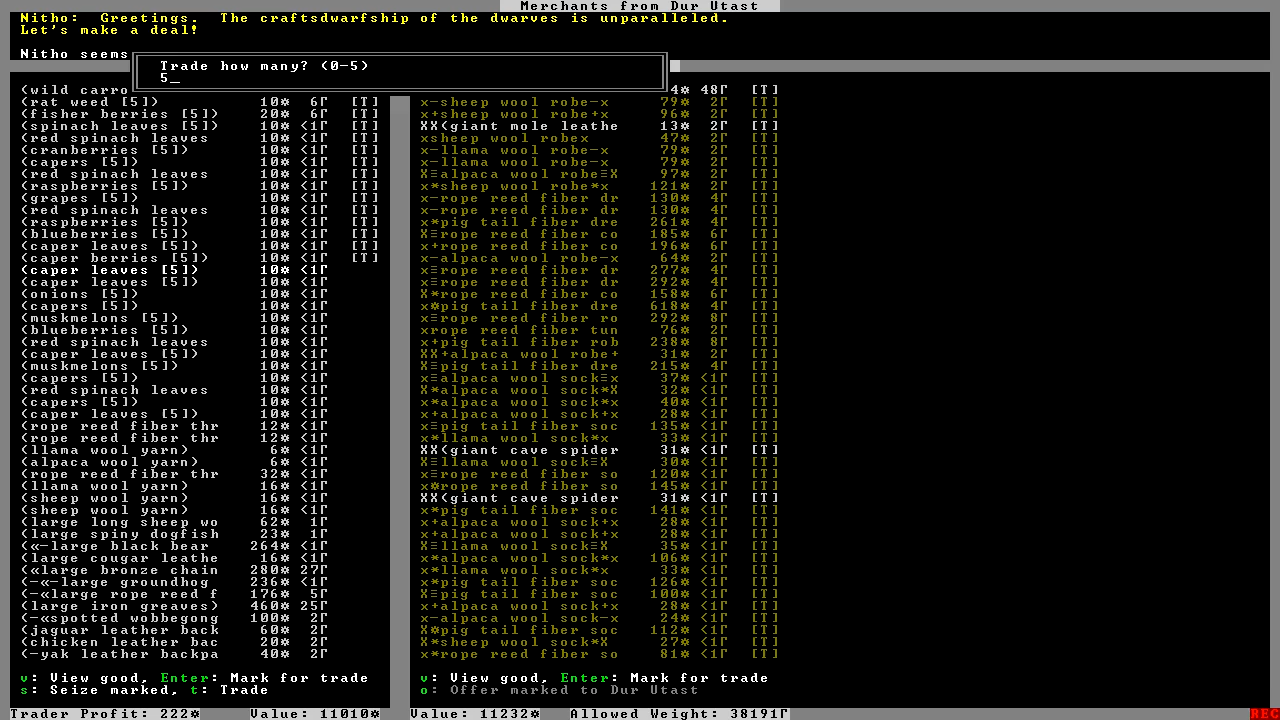 Merchants from Dur Utast
Nitho:  Greetings.  The craftsdwarfship of the dwarves is unparalleled.
Let's make a deal!
Nitho seems
Trade how many? (0-5)
5_
(wild carro
4☼ 48Γ [T]
(rat weed [5]) 10☼ 6Γ [T] x-sheep wool robe-x 79☼ 2Γ [T]
(fisher berries [5]) 20☼ 6Γ [T] x+sheep wool robe+x 96☼ 2Γ [T]
(spinach leaves [5]) 10☼ <1Γ [T] XX(giant mole leathe 13☼ 2Γ [T]
(red spinach leaves 10☼ <1Γ [T] xsheep wool robex 47☼ 2Γ [T]
(cranberries [5]) 10☼ <1Γ [T] x-llama wool robe-x 79☼ 2Γ [T]
(capers [5]) 10☼ <1Γ [T] x-llama wool robe-x 79☼ 2Γ [T]
(red spinach leaves 10☼ <1Γ [T] X≡alpaca wool robe≡X 97☼ 2Γ [T]
(raspberries [5]) 10☼ <1Γ [T] x*sheep wool robe*x 121☼ 2Γ [T]
(grapes [5]) 10☼ <1Γ [T] x-rope reed fiber dr 130☼ 4Γ [T]
(red spinach leaves 10☼ <1Γ [T] x-rope reed fiber dr 130☼ 4Γ [T]
(raspberries [5]) 10☼ <1Γ [T] x*pig tail fiber dre 261☼ 4Γ [T]
(blueberries [5]) 10☼ <1Γ [T] X≡rope reed fiber co 185☼ 6Γ [T]
(caper leaves [5]) 10☼ <1Γ [T] x+rope reed fiber co 196☼ 6Γ [T]
(caper berries [5]) 10☼ <1Γ [T] x-alpaca wool robe-x 64☼ 2Γ [T]
(caper leaves [5]) 10☼ <1Γ x≡rope reed fiber dr 277☼ 4Γ [T]
(caper leaves [5]) 10☼ <1Γ x≡rope reed fiber dr 292☼ 4Γ [T]
(onions [5]) 10☼ <1Γ X*rope reed fiber co 158☼ 6Γ [T]
(capers [5]) 10☼ <1Γ x☼pig tail fiber dre 618☼ 4Γ [T]
(muskmelons [5]) 10☼ <1Γ x≡rope reed fiber ro 292☼ 8Γ [T]
(blueberries [5]) 10☼ <1Γ xrope reed fiber tun 76☼ 2Γ [T]
(red spinach leaves 10☼ <1Γ x+pig tail fiber rob 238☼ 8Γ [T]
(caper leaves [5]) 10☼ <1Γ XX+alpaca wool robe+ 31☼ 2Γ [T]
(muskmelons [5]) 10☼ <1Γ X≡pig tail fiber dre 215☼ 4Γ [T]
(capers [5]) 10☼ <1Γ x≡alpaca wool sock≡x 37☼ <1Γ [T]
(red spinach leaves 10☼ <1Γ X*alpaca wool sock*X 32☼ <1Γ [T]
(capers [5]) 10☼ <1Γ x*alpaca wool sock*x 40☼ <1Γ [T]
(caper leaves [5]) 10☼ <1Γ x+alpaca wool sock+x 28☼ <1Γ [T]
(rope reed fiber thr 12☼ <1Γ x≡pig tail fiber soc 135☼ <1Γ [T]
(rope reed fiber thr 12☼ <1Γ x*llama wool sock*x 33☼ <1Γ [T]
(llama wool yarn) 6☼ <1Γ XX(giant cave spider 31☼ <1Γ [T]
(alpaca wool yarn) 6☼ <1Γ X≡llama wool sock≡X 30☼ <1Γ [T]
(rope reed fiber thr 32☼ <1Γ x≡rope reed fiber so 120☼ <1Γ [T]
(llama wool yarn) 16☼ <1Γ x☼rope reed fiber so 145☼ <1Γ [T]
(sheep wool yarn) 16☼ <1Γ XX(giant cave spider 31☼ <1Γ [T]
(sheep wool yarn) 16☼ <1Γ x*pig tail fiber soc 141☼ <1Γ [T]
(large long sheep wo 62☼ 1Γ x+alpaca wool sock+x 28☼ <1Γ [T]
(large spiny dogfish 23☼ 1Γ x+alpaca wool sock+x 28☼ <1Γ [T]
(«-large black bear 264☼ <1Γ X≡llama wool sock≡X 35☼ <1Γ [T]
(large cougar leathe 16☼ <1Γ x*alpaca wool sock*x 106☼ <1Γ [T]
(«large bronze chain 280☼ 27Γ x*llama wool sock*x 33☼ <1Γ [T]
(-«-large groundhog 236☼ <1Γ x*pig tail fiber soc 126☼ <1Γ [T]
(-«large rope reed f 176☼ 5Γ X≡pig tail fiber soc 100☼ <1Γ [T]
(large iron greaves) 460☼ 25Γ x+alpaca wool sock+x 28☼ <1Γ [T]
(-«spotted wobbegong 100☼ 2Γ x-alpaca wool sock-x 24☼ <1Γ [T]
(jaguar leather back 60☼ 2Γ X☼pig tail fiber soc 112☼ <1Γ [T]
(chicken leather bac 20☼ 2Γ X*sheep wool sock*X 27☼ <1Γ [T]
(-yak leather backpa 40☼ 2Γ x*rope reed fiber so 81☼ <1Γ [T]
v: View good, Enter: Mark for trade v: View good, Enter: Mark for trade
s: Seize marked, t: Trade o: Offer marked to Dur Utast
Trader Profit: 222☼ Value: 11010☼ Value: 11232☼ Allowed Weight: 38191Γ REC